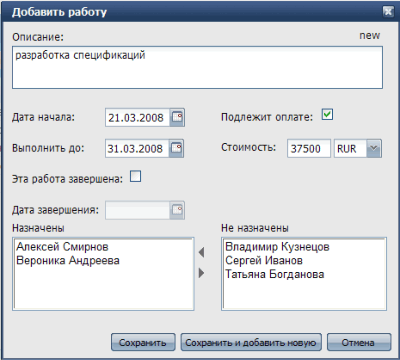 Добавить работу
Описание: new
разработка спецификаций
Дата начала: 21.03.2008 Подлежит оплате:
Выполнить до: 31.03.2008 Стоимость: 37500 RUR
Эта работа завершена:
Дата завершения:
Назначены Не назначены
Алексей Смирнов Владимир Кузнецов
Вероника Андреева Сергей Иванов
Татьяна Богданова
Сохранить Сохранить и добавить новую Отмена